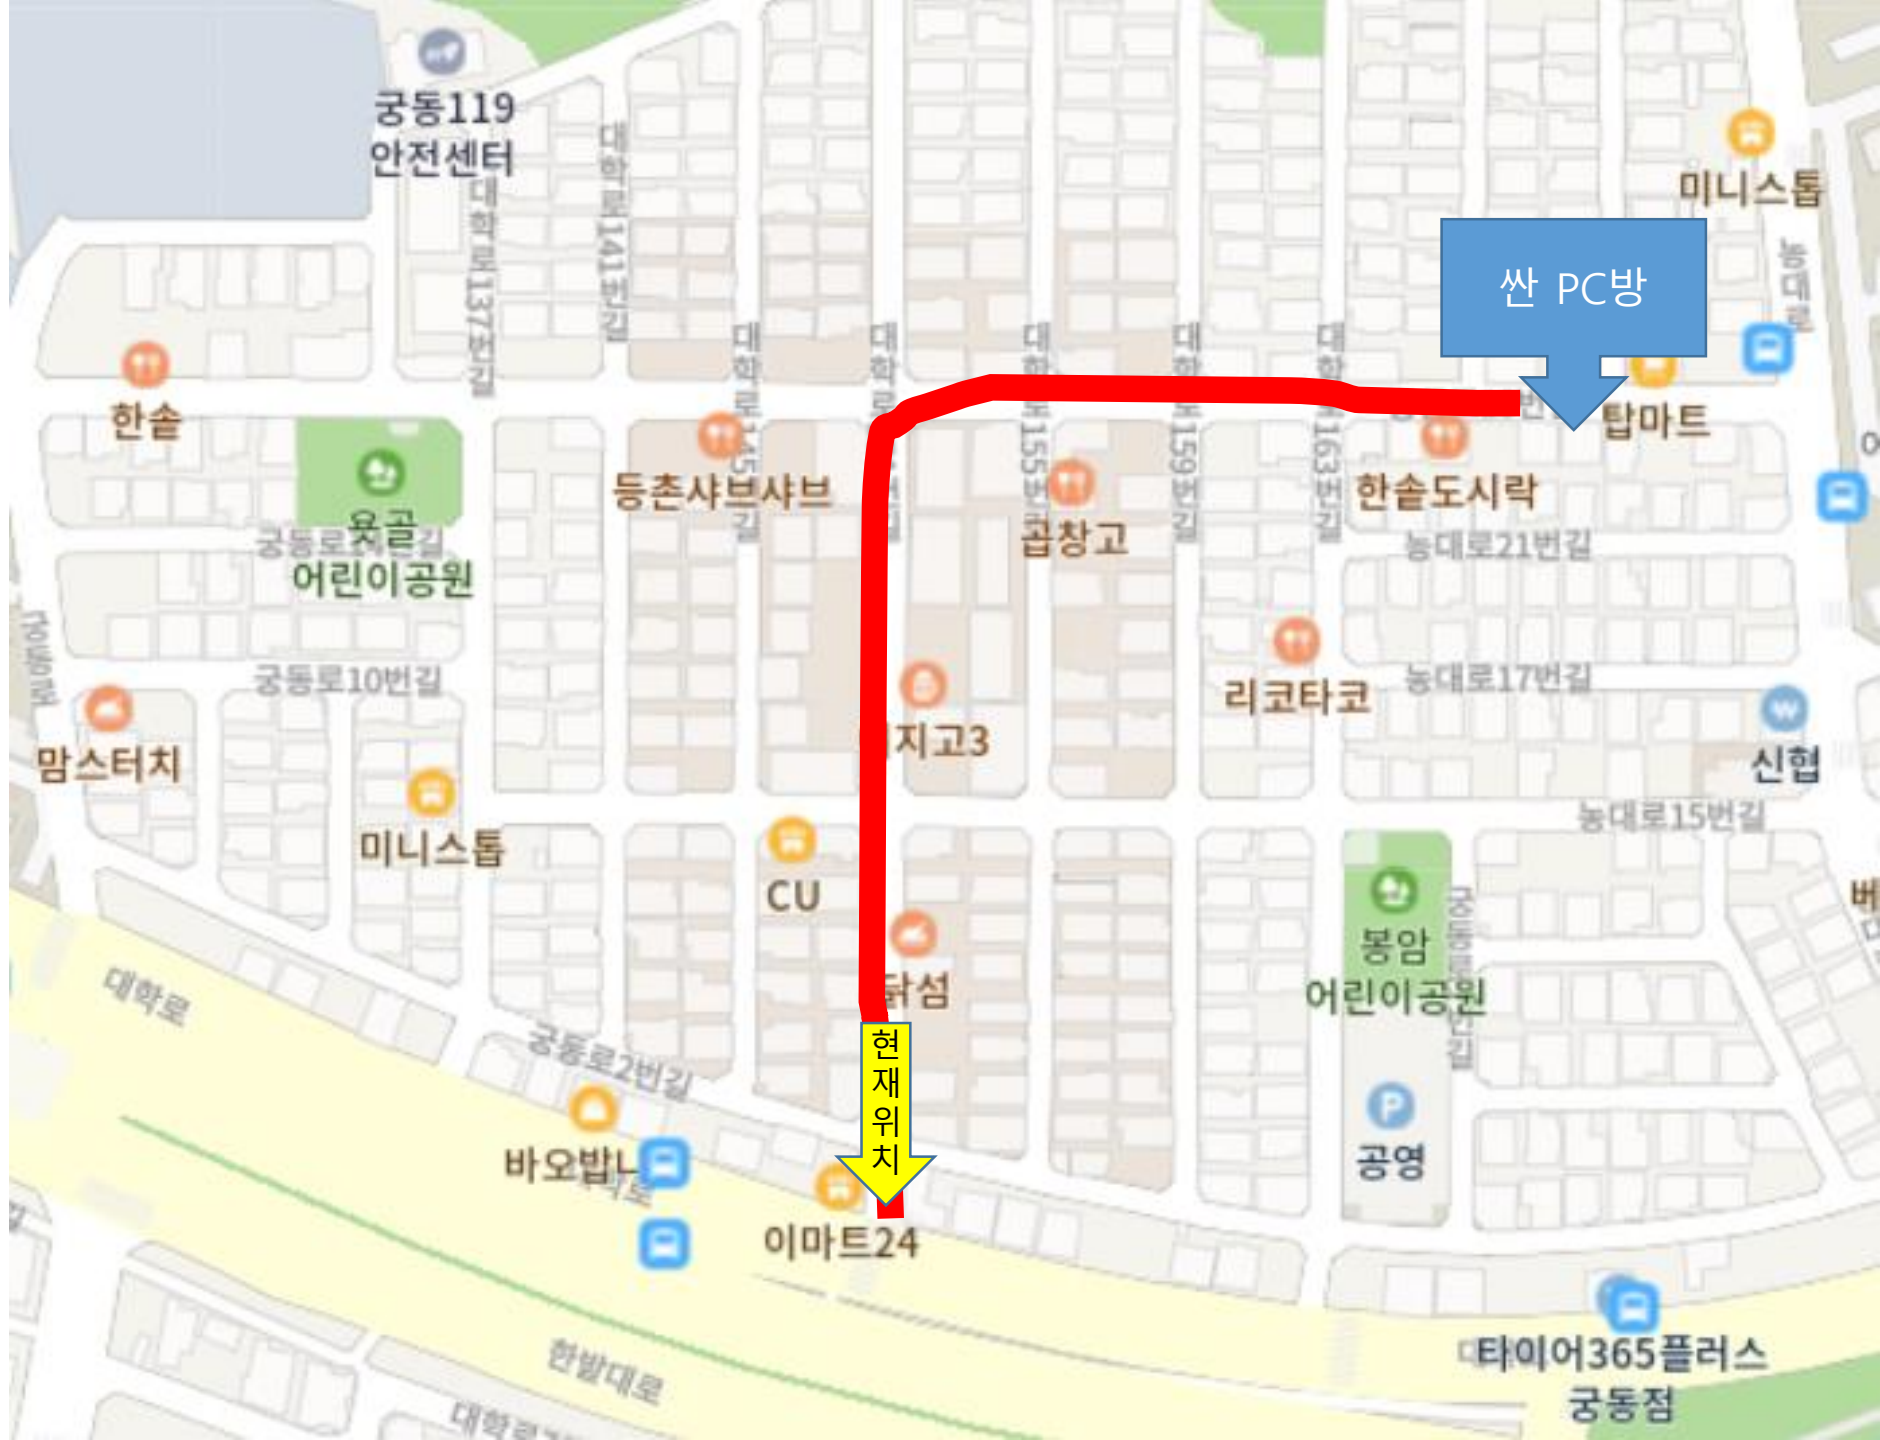 궁동119
안전센터
대학로141번길
대학로137번길
미니스톱
농대로
싼 PC방
한솥
탑마트
등촌샤브샤브
대학로145번길
대학로155번길
대학로159번길
대학로163번길
곱창고
한솥도시락
욧골
어린이공원
농대로21번길
궁동로10번길
리코타코
농대로17번길
지고3
맘스터치
신협
미니스톱
농대로15번길
CU
봉암
어린이공원
닭섬
대학로
현
재
위
치
궁동로2번길
바오밥나
공영
이마트24
타이어365플러스
궁동점
한밭대로